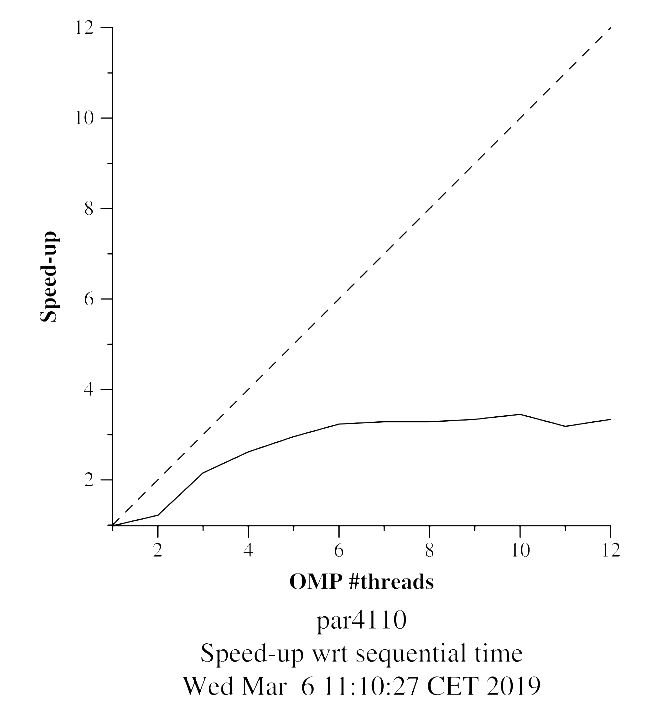 12
10
8
6
4
2
Speed-up
2 4 6 8 10 12
OMP #threads
par4110
Speed-up wrt sequential time
Wed Mar  6 11:10:27 CET 2019